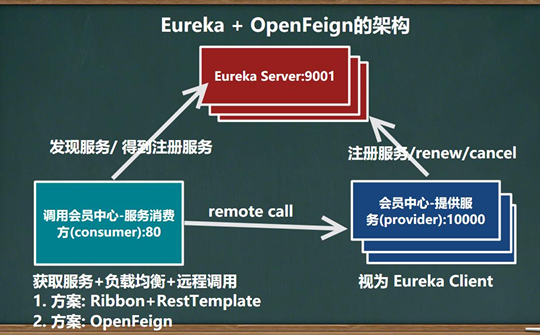 Eureka + OpenFeign的架构
Eureka Server:9001
发现服务/ 得到注册服务
注册服务/renew/cancel
调用会员中心-服务消费
方(consumer):80
remote call
会员中心-提供服
务(provider):10000
获取服务+负载均衡+远程调用
1. 方案: Ribbon+RestTemplate
2. 方案: OpenFeign
视为 Eureka Client